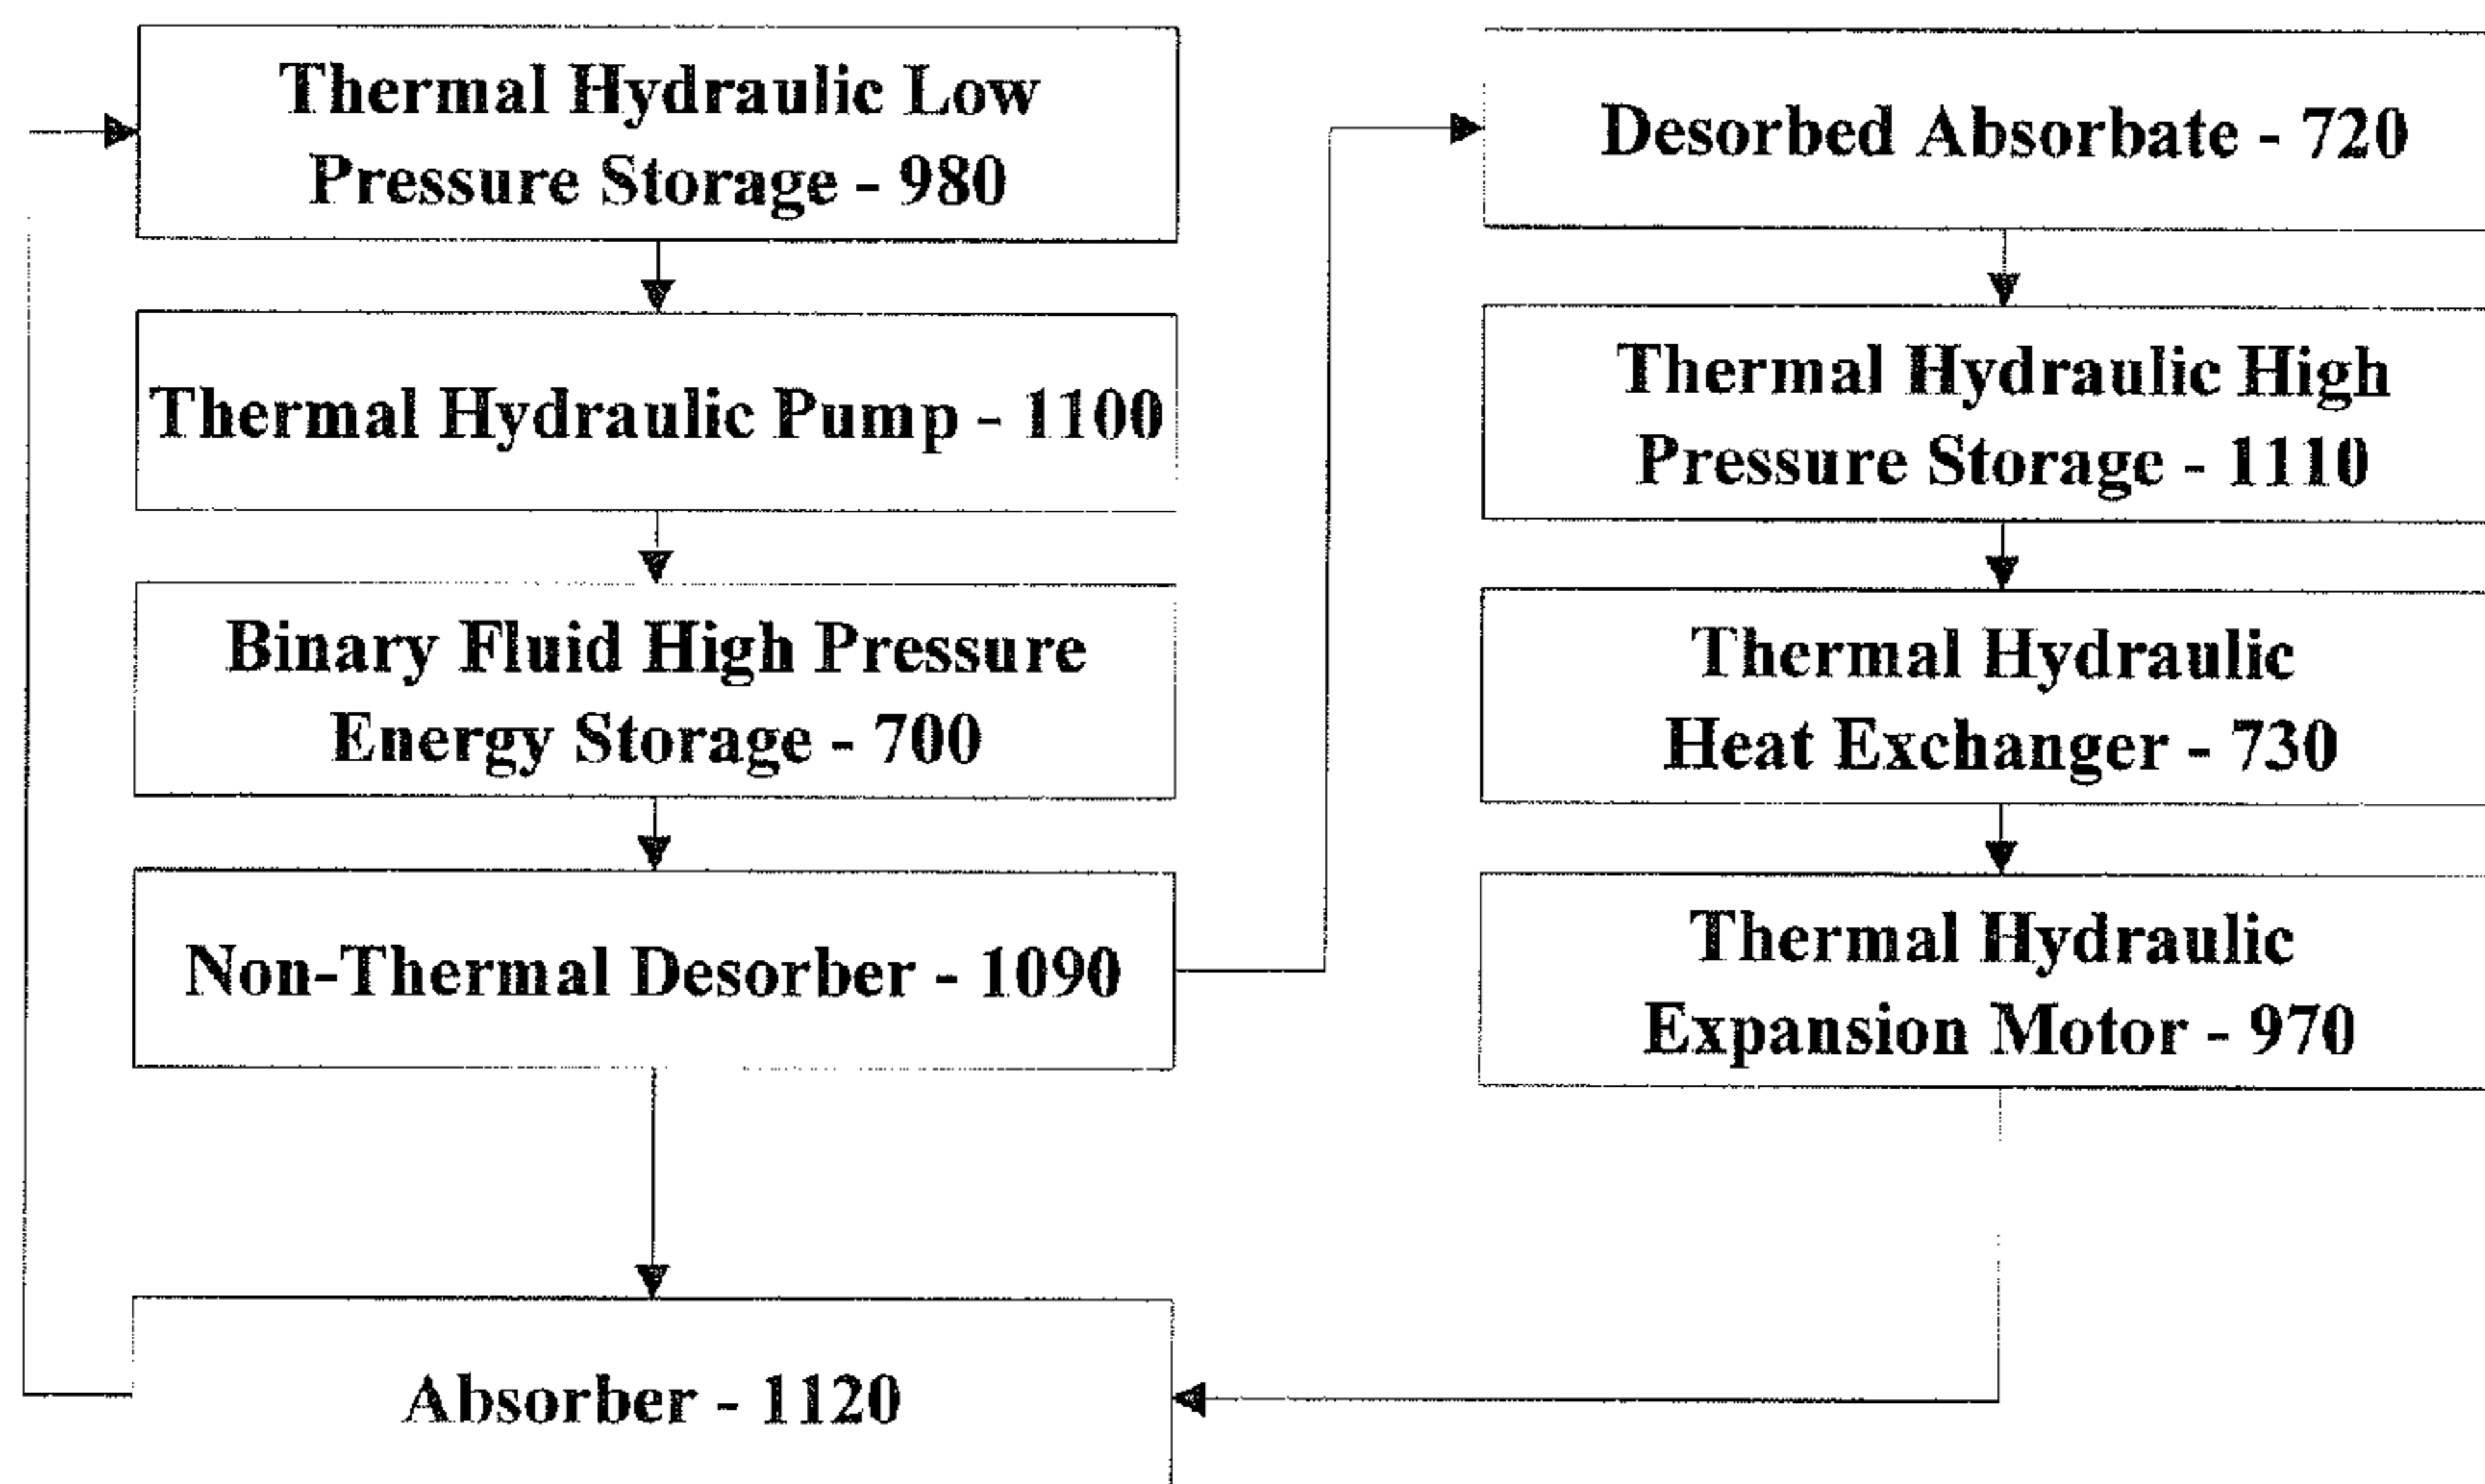 Thermal Hydraulic Low
Pressure Storage - 980
Thermal Hydraulic Pump - 1100
Binary Fluid High Pressure
Energy Storage - 700
Non-Thermal Desorber - 1090
Absorber - 1120
Desorbed Absorbate - 720
Thermal Hydraulic High
Pressure Storage - 1110
Thermal Hydraulic
Heat Exchanger - 730
Thermal Hydraulic
Expansion Motor - 970